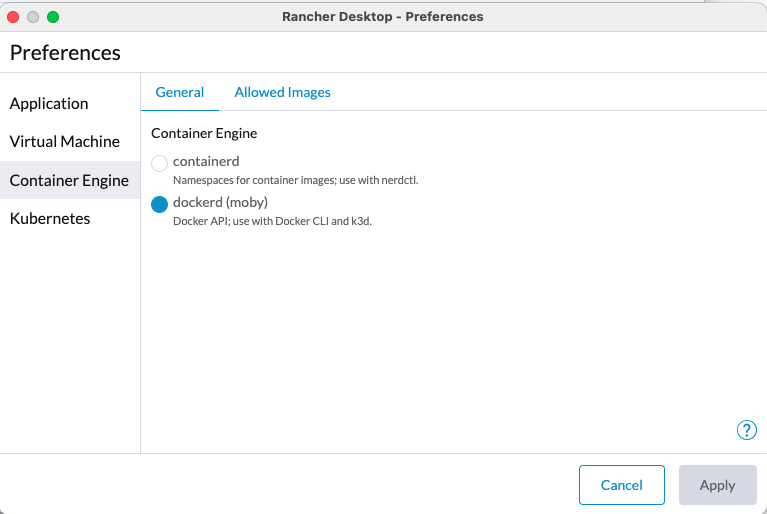 Rancher Desktop - Preferences
Preferences
Application
Virtual Machine
Container Engine
Kubernetes
General
Allowed Images
Container Engine
containerd
Namespaces for container images; use with nerdctl.
dockerd (moby)
Docker API; use with Docker CLI and k3d.
?
Cancel
Apply